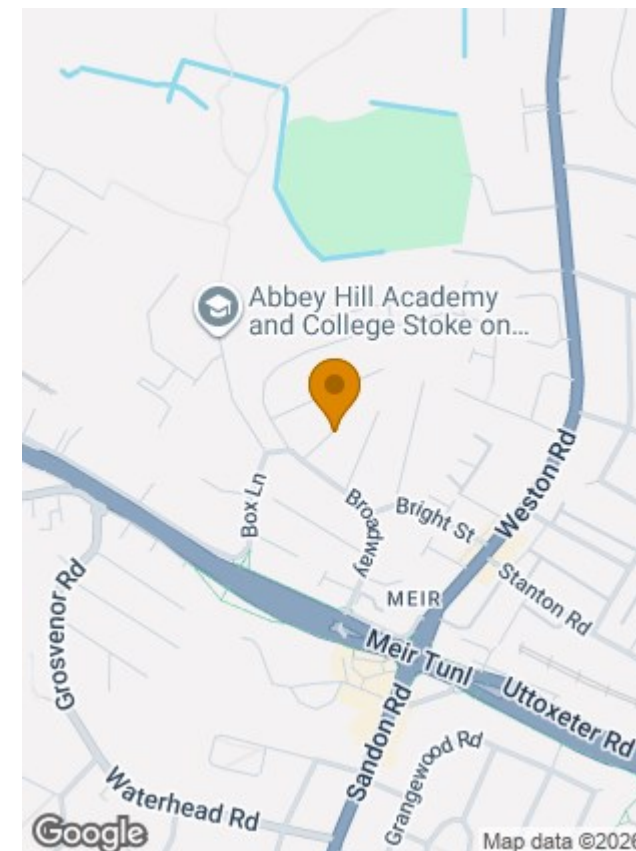 Abbey Hill Academy
and College Stoke on...
Weston Rd
Box Ln
Broadway
Bright St
Stanton Rd
MEIR
Grosvenor Rd
Meir Tunl
Uttoxeter Rd
Sandon Rd
Grangewood Rd
Waterhead Rd
Google
Map data ©2026